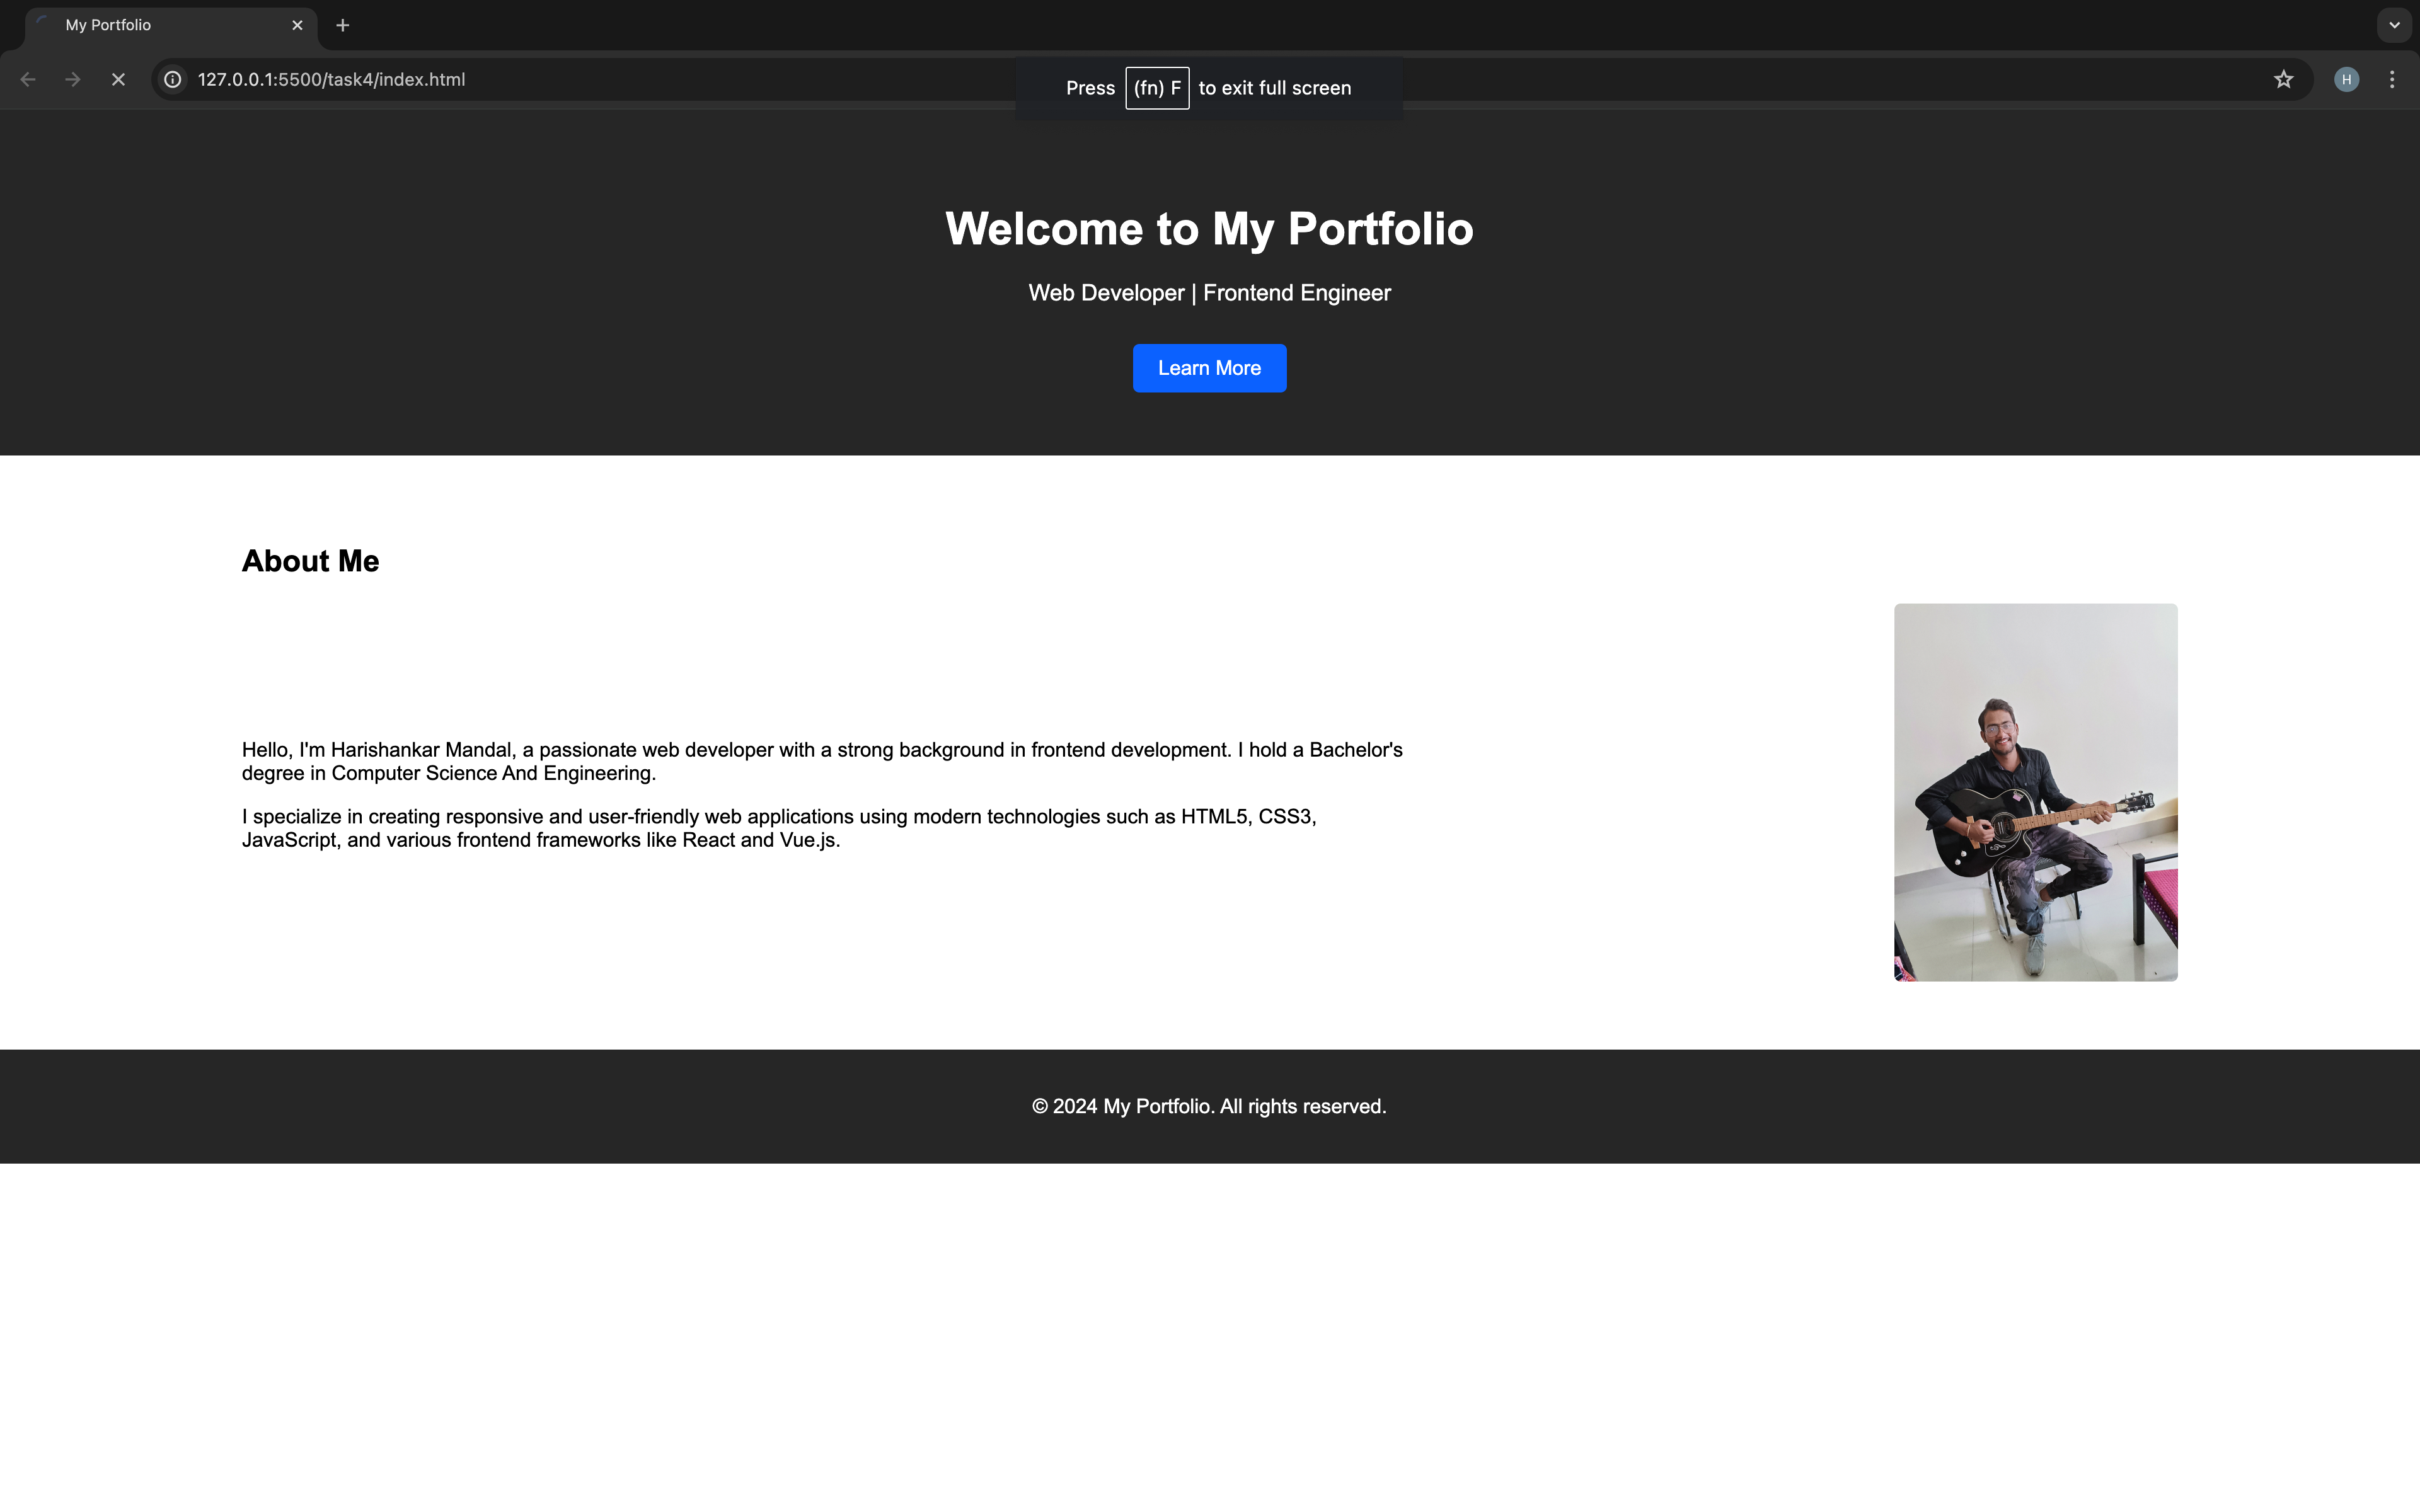 My Portfolio
127.0.0.1:5500/task4/index.html
Press (fn) F to exit full screen
H
Welcome to My Portfolio
Web Developer | Frontend Engineer
Learn More
About Me
Hello, I'm Harishankar Mandal, a passionate web developer with a strong background in frontend development. I hold a Bachelor's
degree in Computer Science And Engineering.
I specialize in creating responsive and user-friendly web applications using modern technologies such as HTML5, CSS3,
JavaScript, and various frontend frameworks like React and Vue.js.
© 2024 My Portfolio. All rights reserved.